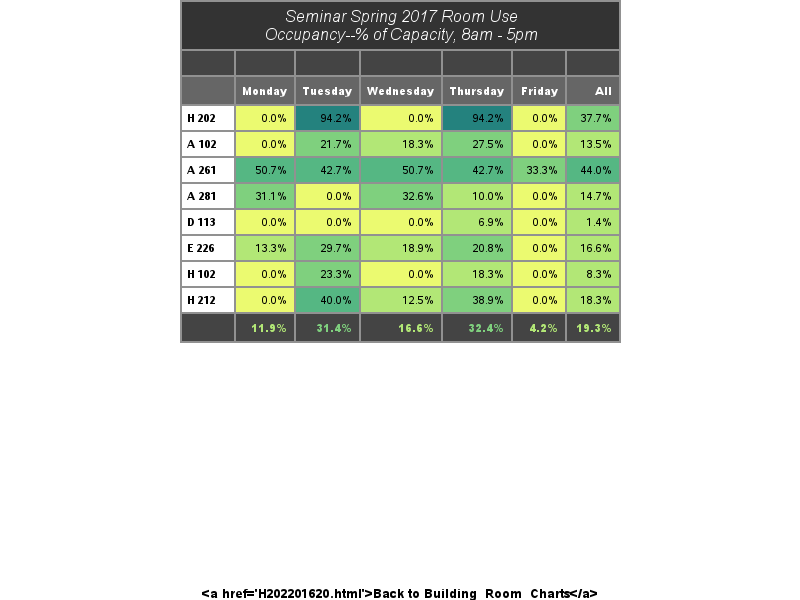 Seminar Spring 2017 Room Use
Occupancy--% of Capacity, 8am - 5pm
Monday Tuesday Wednesday Thursday Friday All
H 202 0.0% 94.2% 0.0% 94.2% 0.0% 37.7%
A 102 0.0% 21.7% 18.3% 27.5% 0.0% 13.5%
A 261 50.7% 42.7% 50.7% 42.7% 33.3% 44.0%
A 281 31.1% 0.0% 32.6% 10.0% 0.0% 14.7%
D 113 0.0% 0.0% 0.0% 6.9% 0.0% 1.4%
E 226 13.3% 29.7% 18.9% 20.8% 0.0% 16.6%
H 102 0.0% 23.3% 0.0% 18.3% 0.0% 8.3%
H 212 0.0% 40.0% 12.5% 38.9% 0.0% 18.3%
11.9% 31.4% 16.6% 32.4% 4.2% 19.3%
<a href='H202201620.html'>Back to Building_Room_Charts</a>